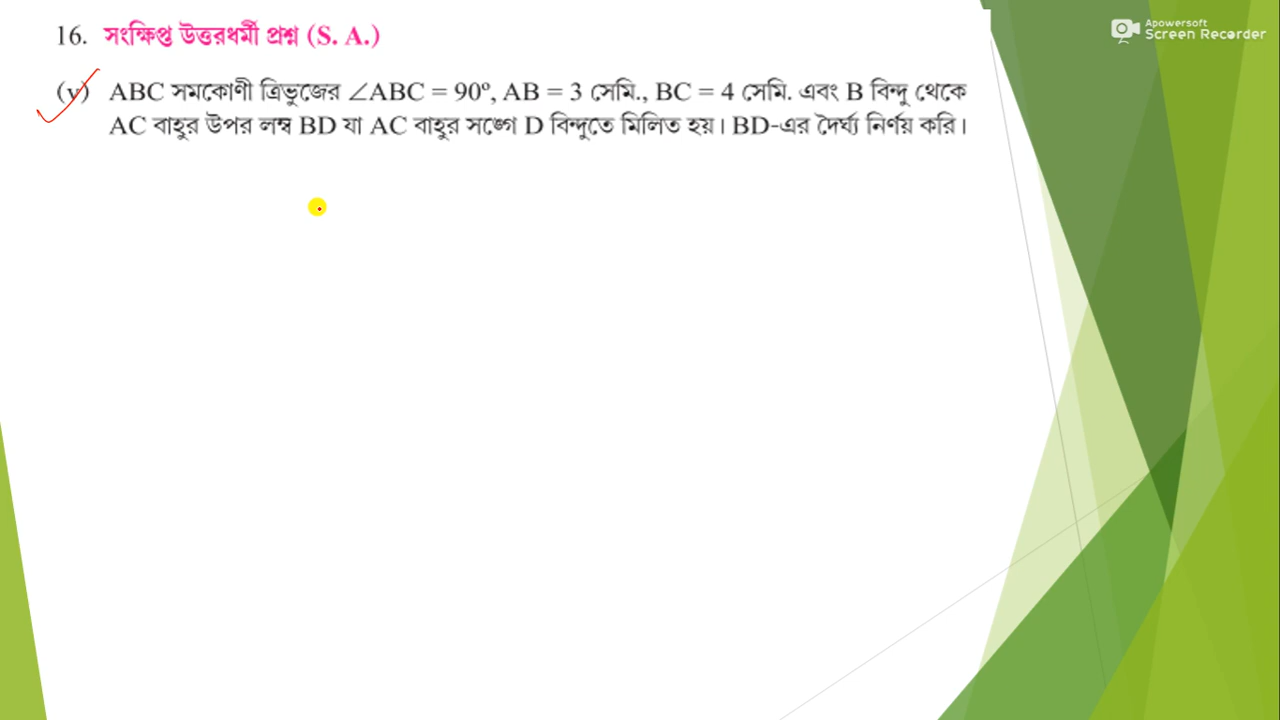 16. সংক্ষিপ্ত উত্তরধর্মী প্রশ্ন (S. A.)
Apowersoft
Screen Recorder
(v) ABC সমকোণী ত্রিভুজের ∠ABC = 90º, AB = 3 সেমি., BC = 4 সেমি. এবং B বিন্দু থেকে
AC বাহুর উপর লম্ব BD যা AC বাহুর সঙ্গে D বিন্দুতে মিলিত হয়। BD-এর দৈর্ঘ্য নির্ণয় করি।